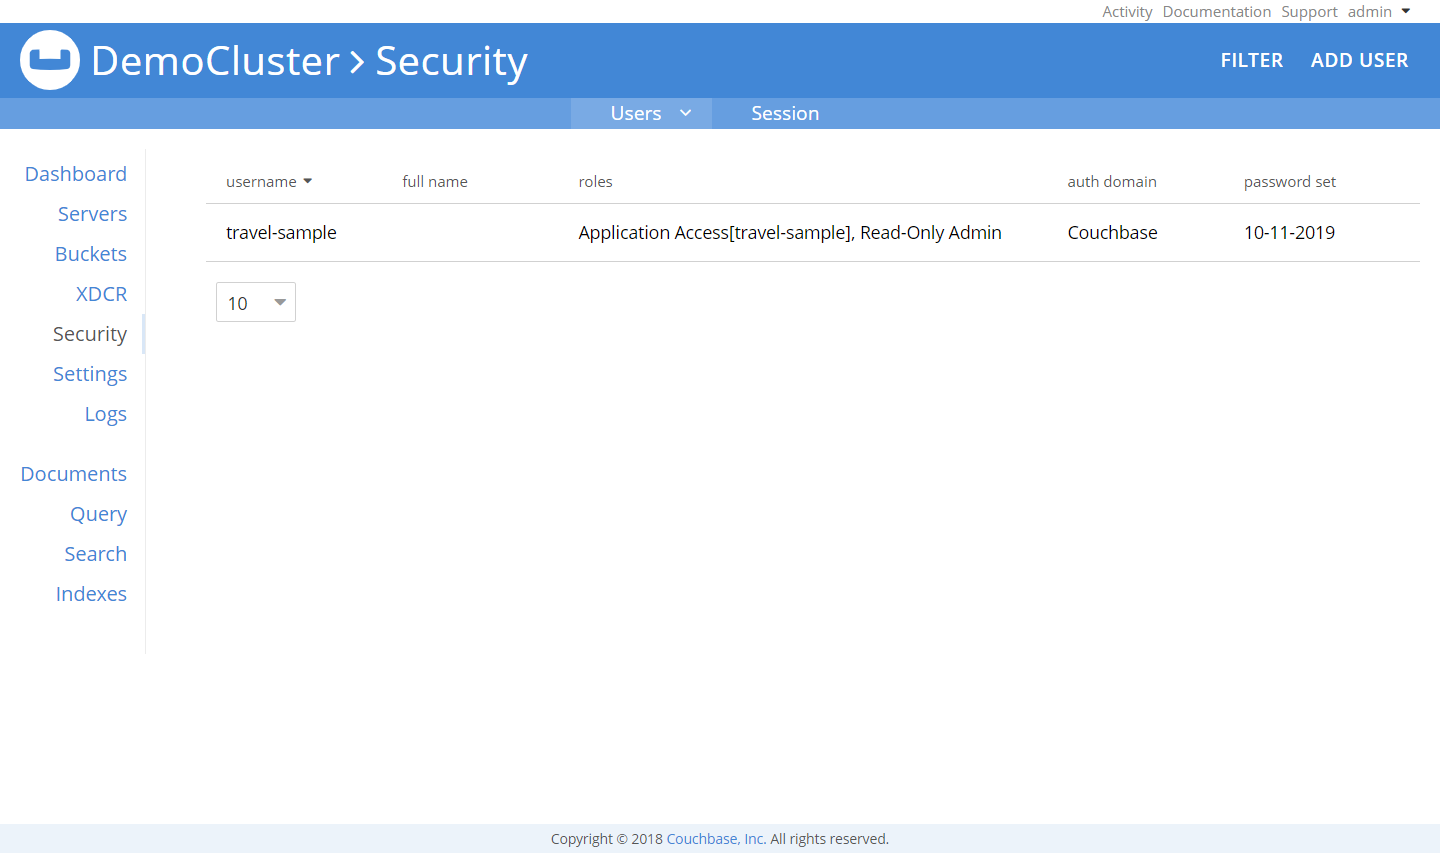 Activity Documentation Support admin
DemoCluster > Security
FILTER ADD USER
Users Session
Dashboard
Servers
Buckets
XDCR
Security
Settings
Logs
Documents
Query
Search
Indexes
username full name roles auth domain password set
travel-sample Application Access[travel-sample], Read-Only Admin Couchbase 10-11-2019
10
Copyright © 2018 Couchbase, Inc. All rights reserved.